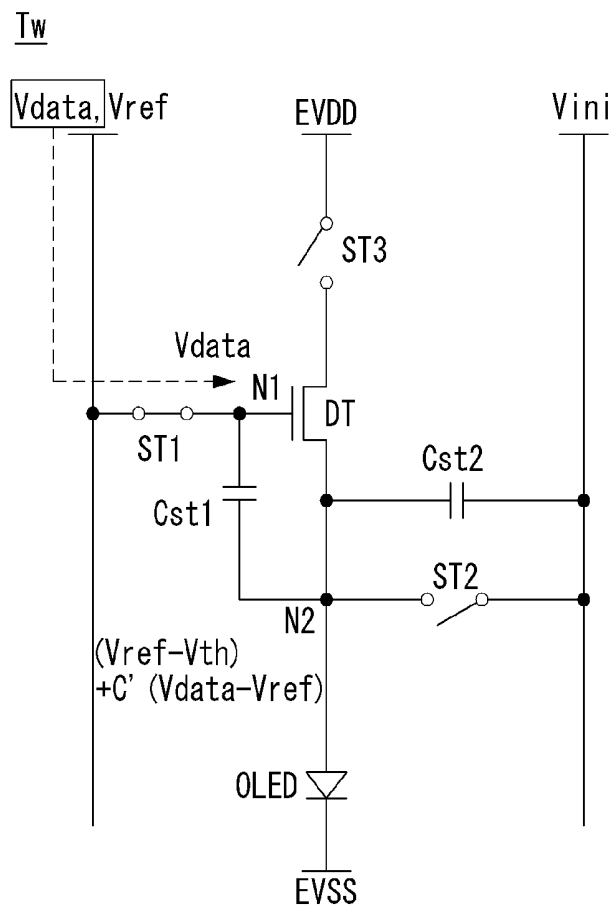 Tw
Vdata, Vref
EVDD
Vini
ST3
Vdata
N1
DT
ST1
Cst2
Cst1
ST2
N2
(Vref-Vth)
+C' (Vdata-Vref)
OLED
EVSS